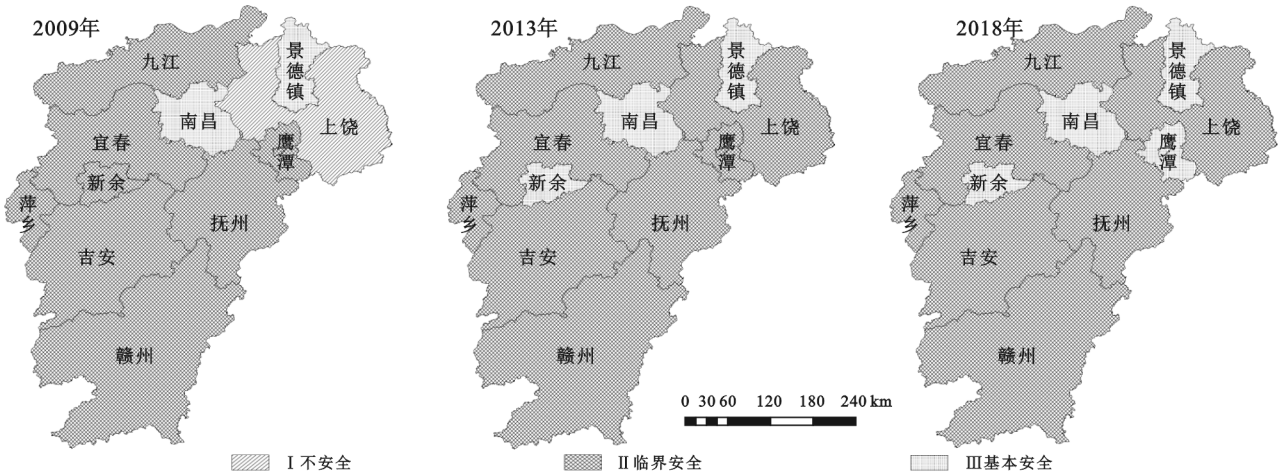 2009年
九江
景德镇
南昌
上饶
宜春
鹰潭
新余
萍乡
抚州
吉安
赣州
2013年
九江
景德镇
南昌
上饶
宜春
鹰潭
新余
萍乡
抚州
吉安
赣州
2018年
九江
景德镇
南昌
上饶
宜春
鹰潭
新余
萍乡
抚州
吉安
赣州
0 30 60 120 180 240 km
Ⅰ不安全
Ⅱ临界安全
Ⅲ基本安全